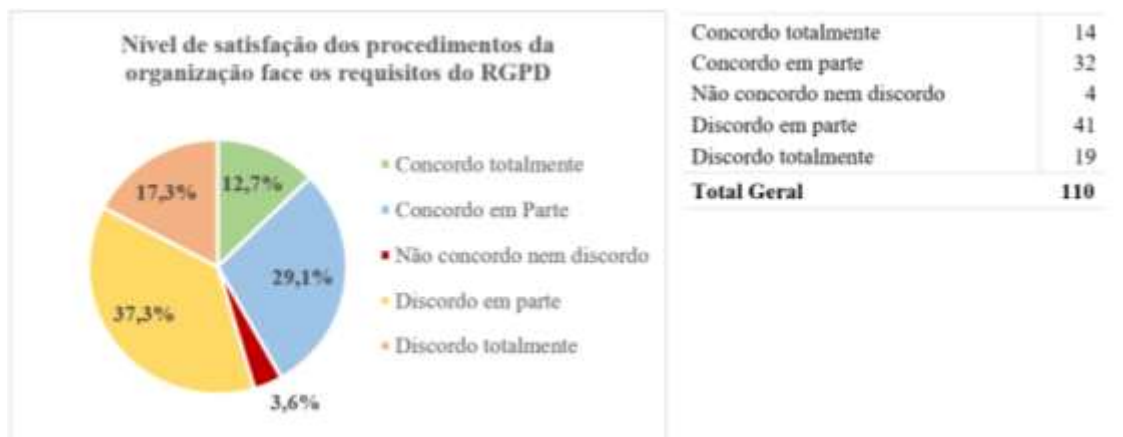 Nível de satisfação dos procedimentos da
organização face os requisitos do RGPD
12,7%
29,1%
3,6%
37,3%
17,3%
Concordo totalmente
Concordo em Parte
Não concordo nem discordo
Discordo em parte
Discordo totalmente
Concordo totalmente 14
Concordo em parte 32
Não concordo nem discordo 4
Discordo em parte 41
Discordo totalmente 19
Total Geral 110